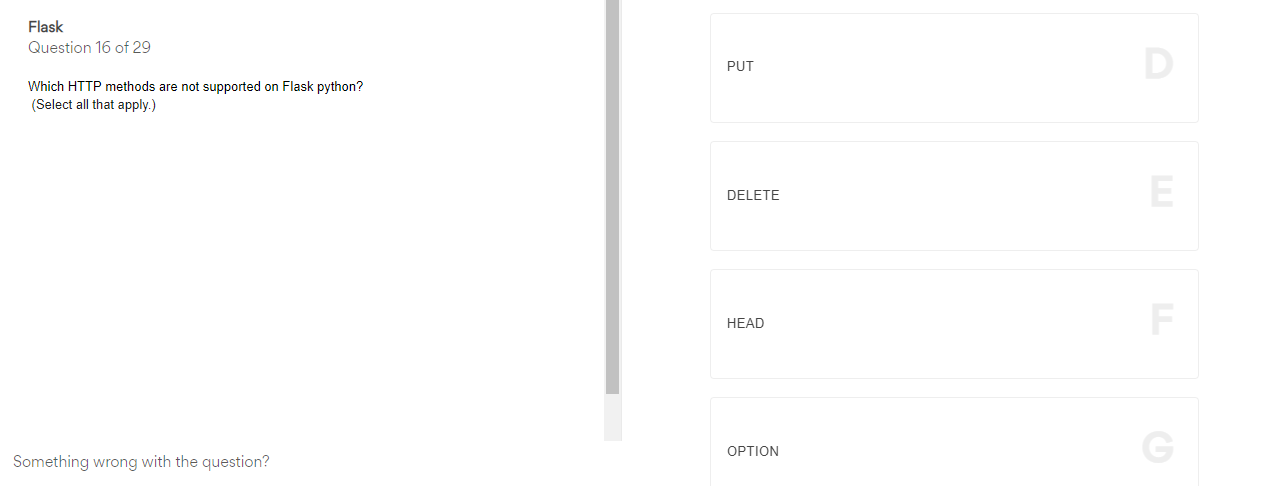 Flask
Question 16 of 29
Which HTTP methods are not supported on Flask python?
(Select all that apply.)
Something wrong with the question?
PUT
D
DELETE
E
HEAD
F
OPTION
G